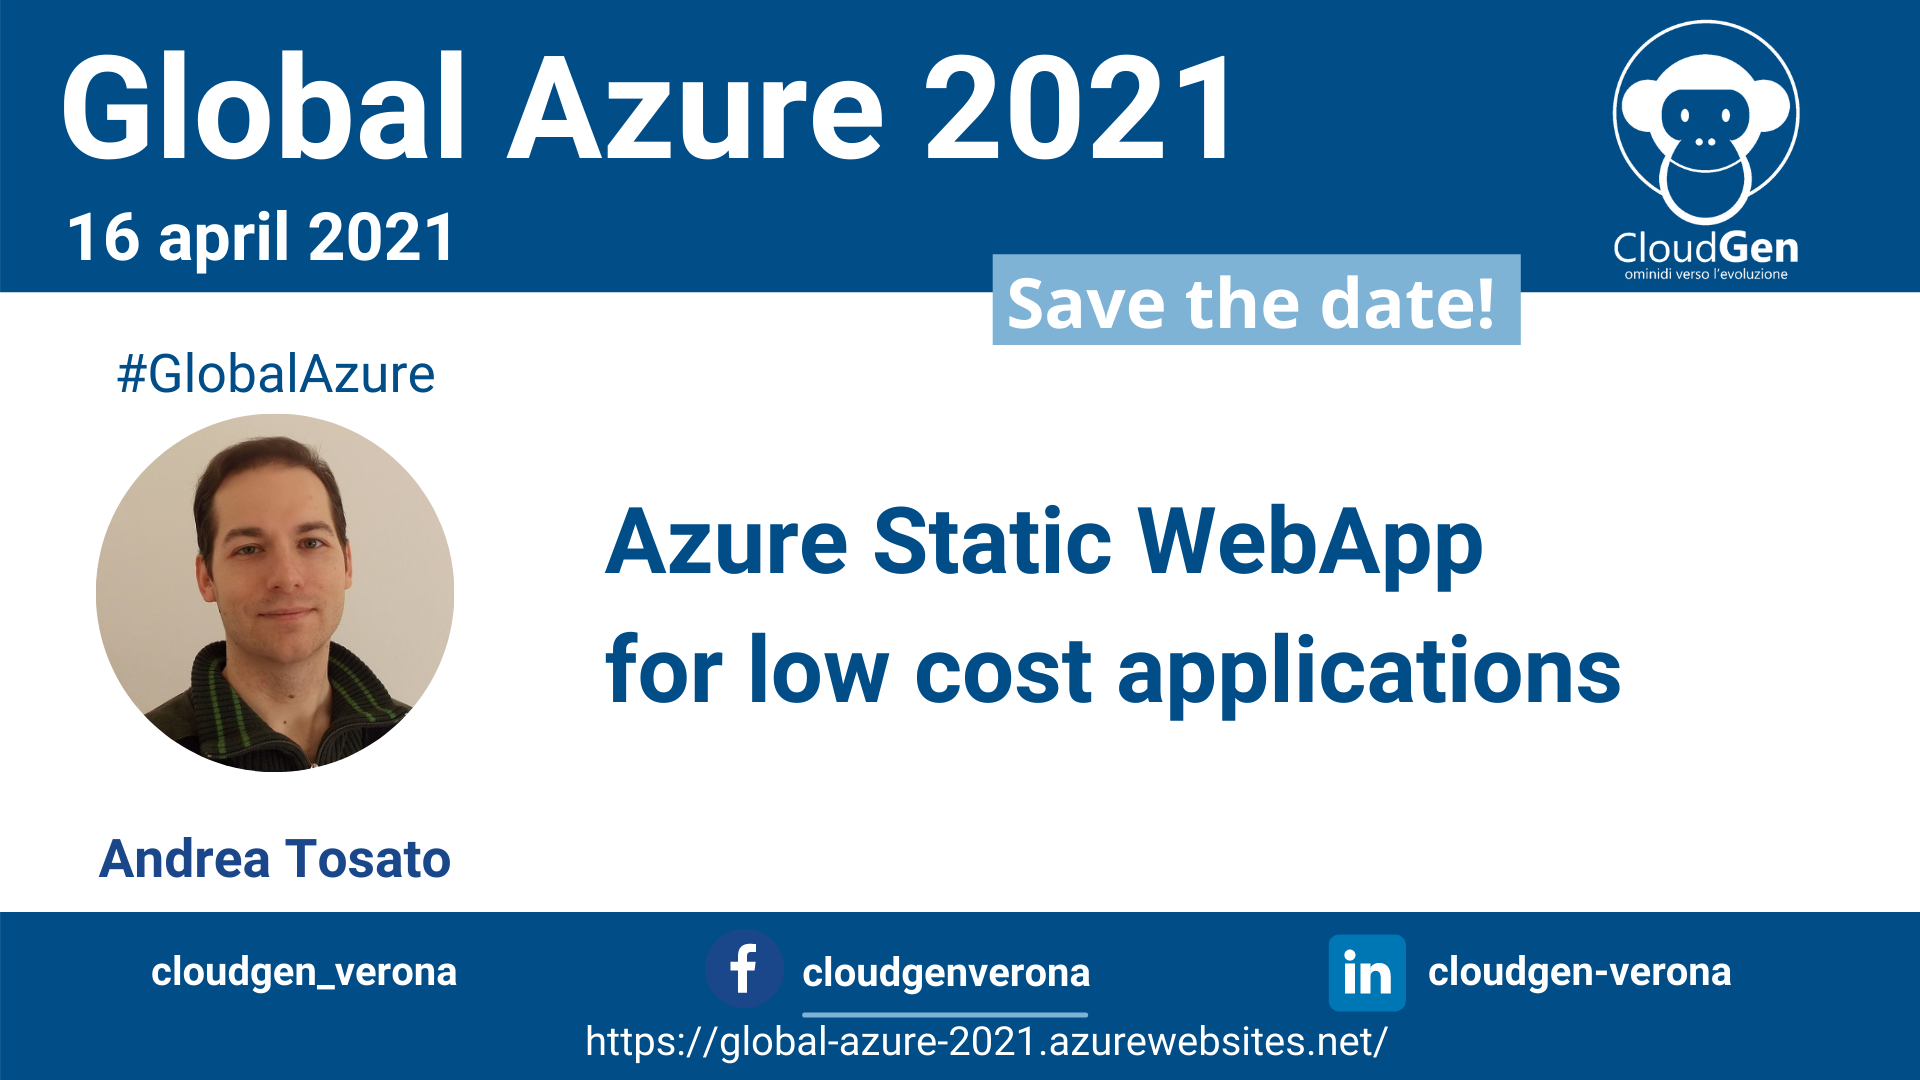 Global Azure 2021
16 april 2021
CloudGen
ominidi verso l'evoluzione
Save the date!
#GlobalAzure
Azure Static WebApp
for low cost applications
Andrea Tosato
cloudgen_verona
f cloudgenverona
in cloudgen-verona
https://global-azure-2021.azurewebsites.net/